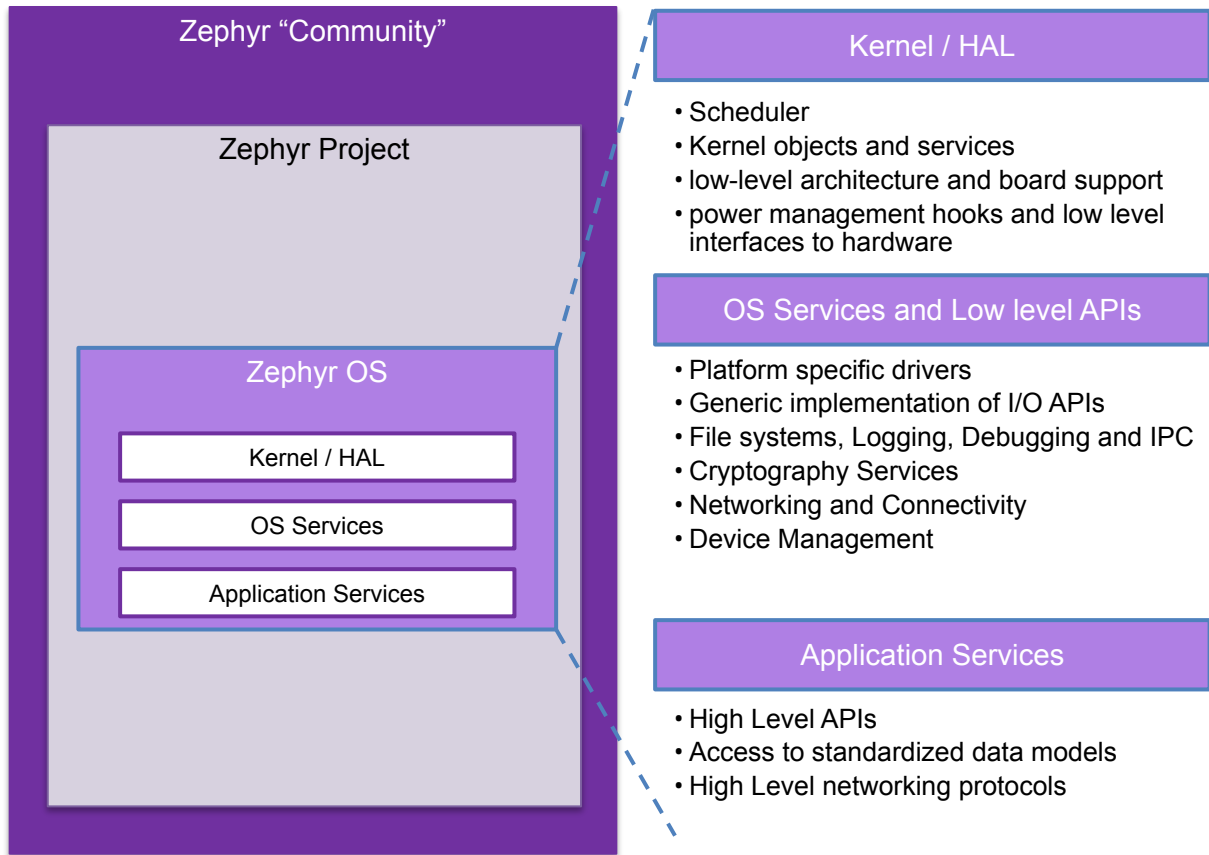 Zephyr “Community”
Zephyr Project
Zephyr OS
Kernel / HAL
OS Services
Application Services
Kernel / HAL
• Scheduler
• Kernel objects and services
• low-level architecture and board support
• power management hooks and low level
interfaces to hardware
OS Services and Low level APIs
• Platform specific drivers
• Generic implementation of I/O APIs
• File systems, Logging, Debugging and IPC
• Cryptography Services
• Networking and Connectivity
• Device Management
Application Services
• High Level APIs
• Access to standardized data models
• High Level networking protocols